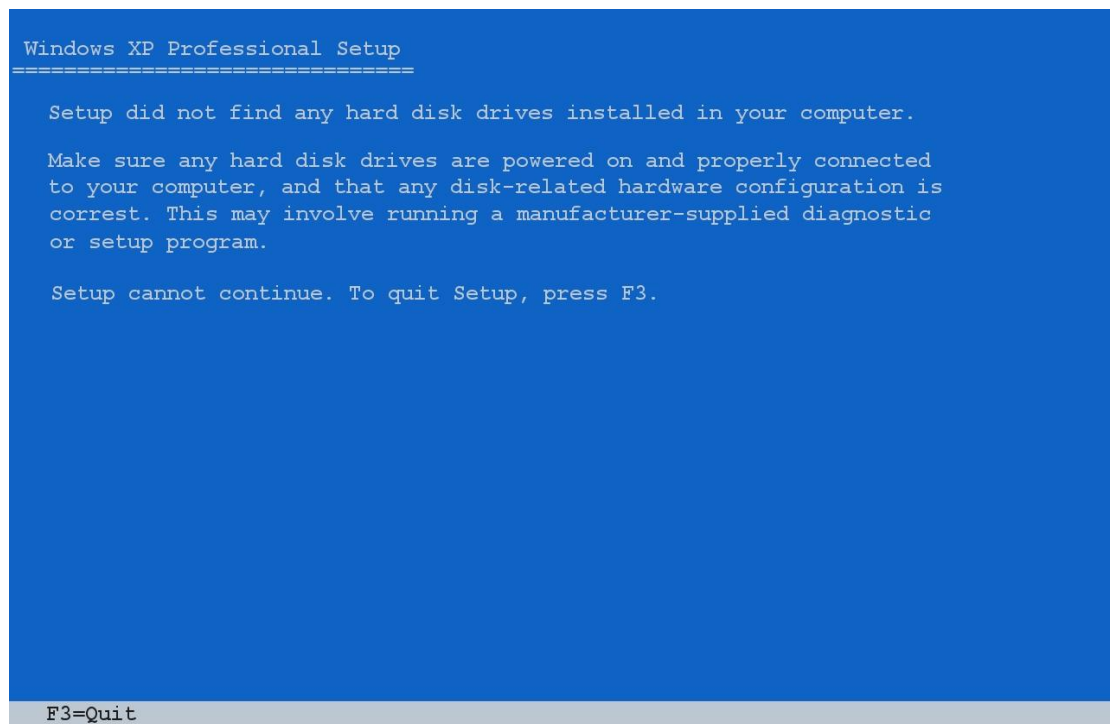 Windows XP Professional Setup
===============================
Setup did not find any hard disk drives installed in your computer.
Make sure any hard disk drives are powered on and properly connected
to your computer, and that any disk-related hardware configuration is
correst. This may involve running a manufacturer-supplied diagnostic
or setup program.
Setup cannot continue. To quit Setup, press F3.
F3=Quit